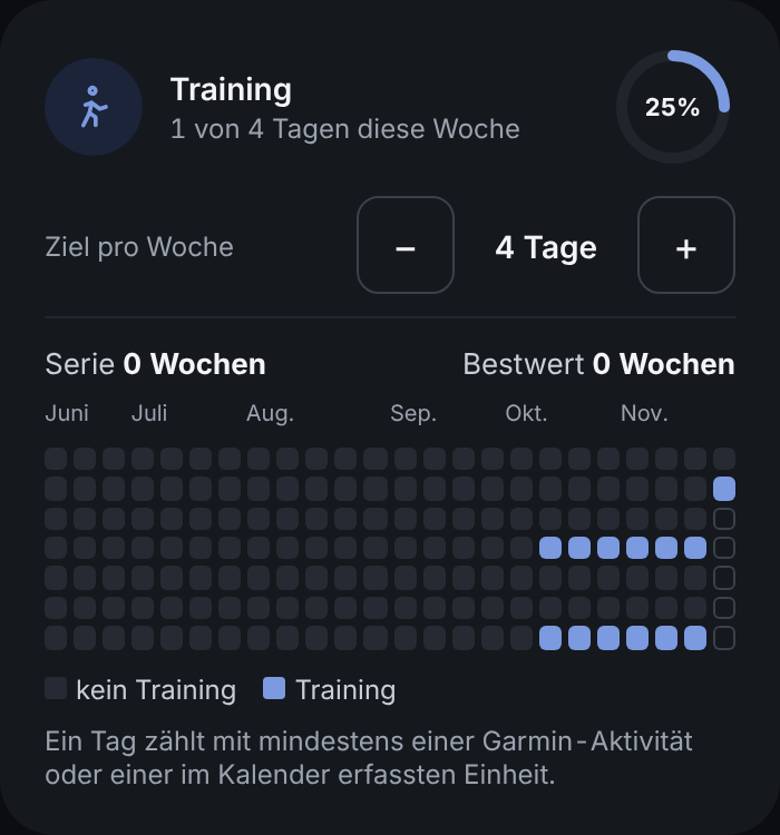 Training
1 von 4 Tagen diese Woche
25%
Ziel pro Woche
−
4 Tage
+
Serie 0 Wochen
Bestwert 0 Wochen
Juni Juli Aug. Sep. Okt. Nov.
kein Training
Training
Ein Tag zählt mit mindestens einer Garmin-Aktivität
oder einer im Kalender erfassten Einheit.